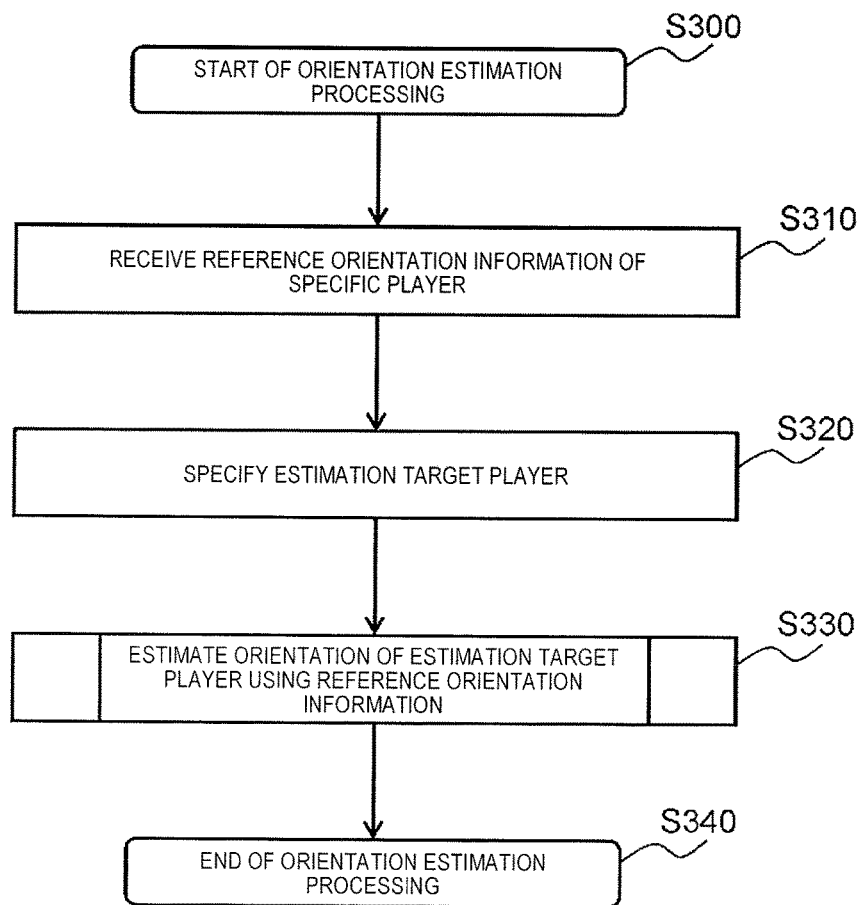 S300
START OF ORIENTATION ESTIMATION
PROCESSING
S310
RECEIVE REFERENCE ORIENTATION INFORMATION OF
SPECIFIC PLAYER
S320
SPECIFY ESTIMATION TARGET PLAYER
S330
ESTIMATE ORIENTATION OF ESTIMATION TARGET
PLAYER USING REFERENCE ORIENTATION
INFORMATION
S340
END OF ORIENTATION ESTIMATION
PROCESSING